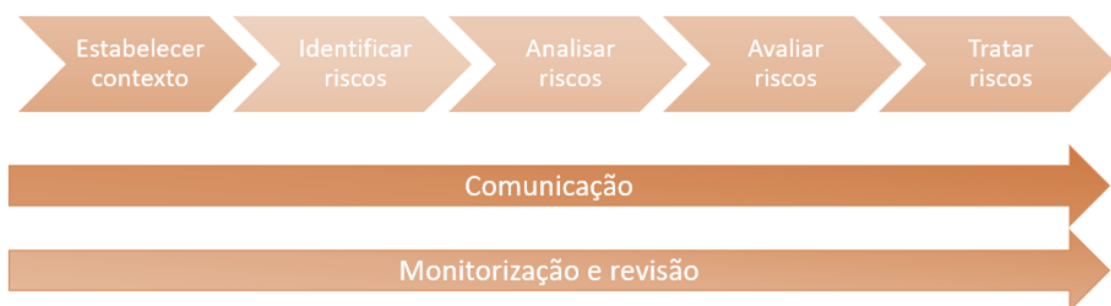 Estabelecer
contexto
Identificar
riscos
Analisar
riscos
Avaliar
riscos
Tratar
riscos
Comunicação
Monitorização e revisão